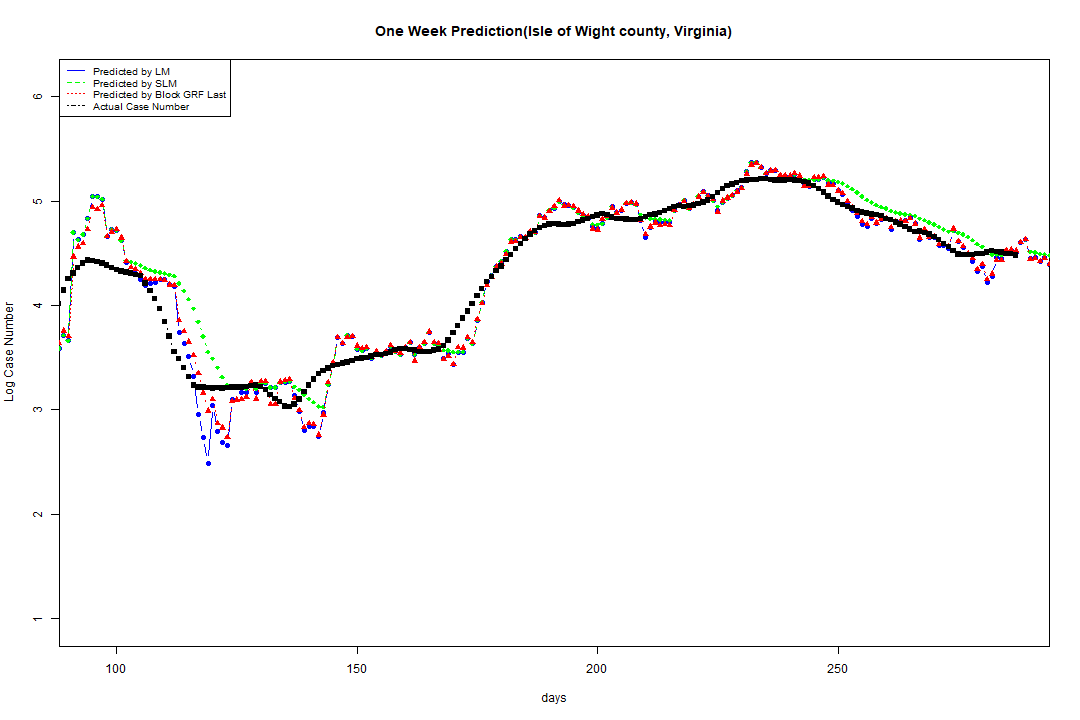 One Week Prediction(Isle of Wight county, Virginia)
Predicted by LM
Predicted by SLM
Predicted by Block GRF Last
Actual Case Number
6
5
4
3
2
1
Log Case Number
100 150 200 250
days